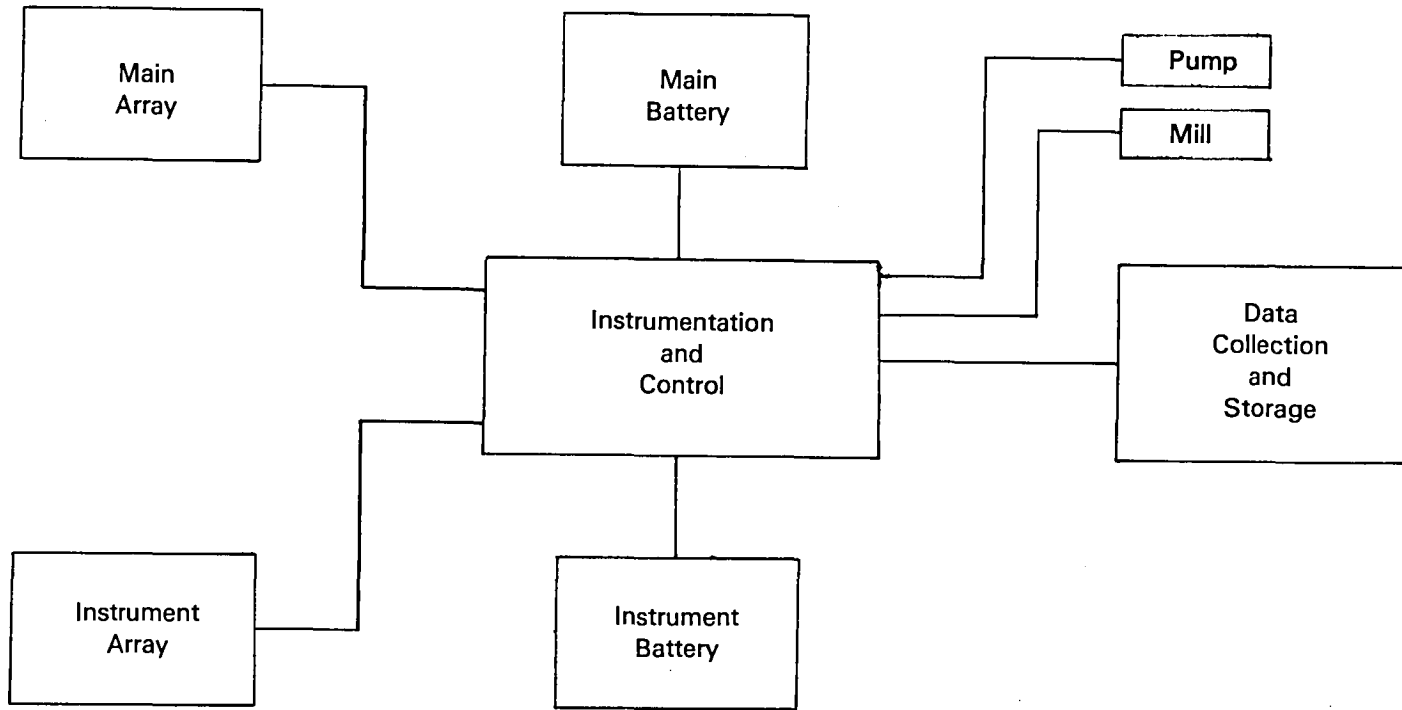 Main
Array
Main
Battery
Pump
Mill
Instrumentation
and
Control
Data
Collection
and
Storage
Instrument
Array
Instrument
Battery